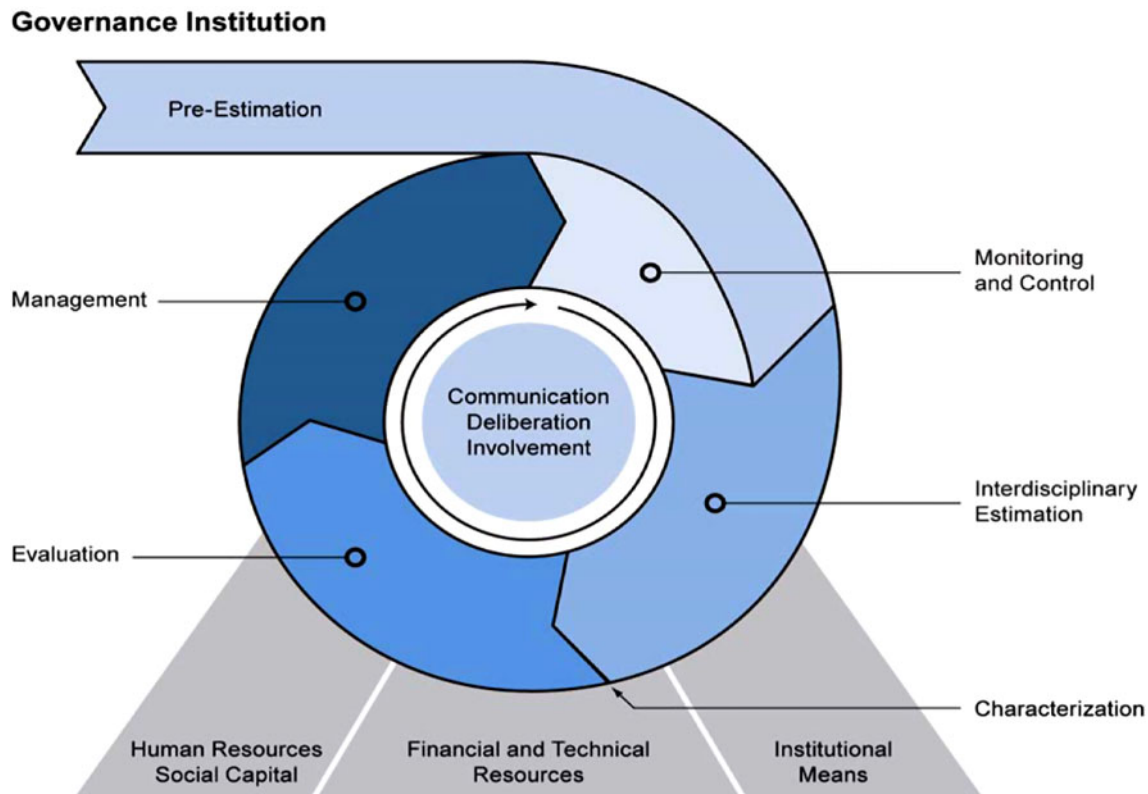 Governance Institution
Pre-Estimation
Monitoring
and Control
Management
Communication
Deliberation
Involvement
Interdisciplinary
Estimation
Evaluation
Characterization
Human Resources
Social Capital
Financial and Technical
Resources
Institutional
Means